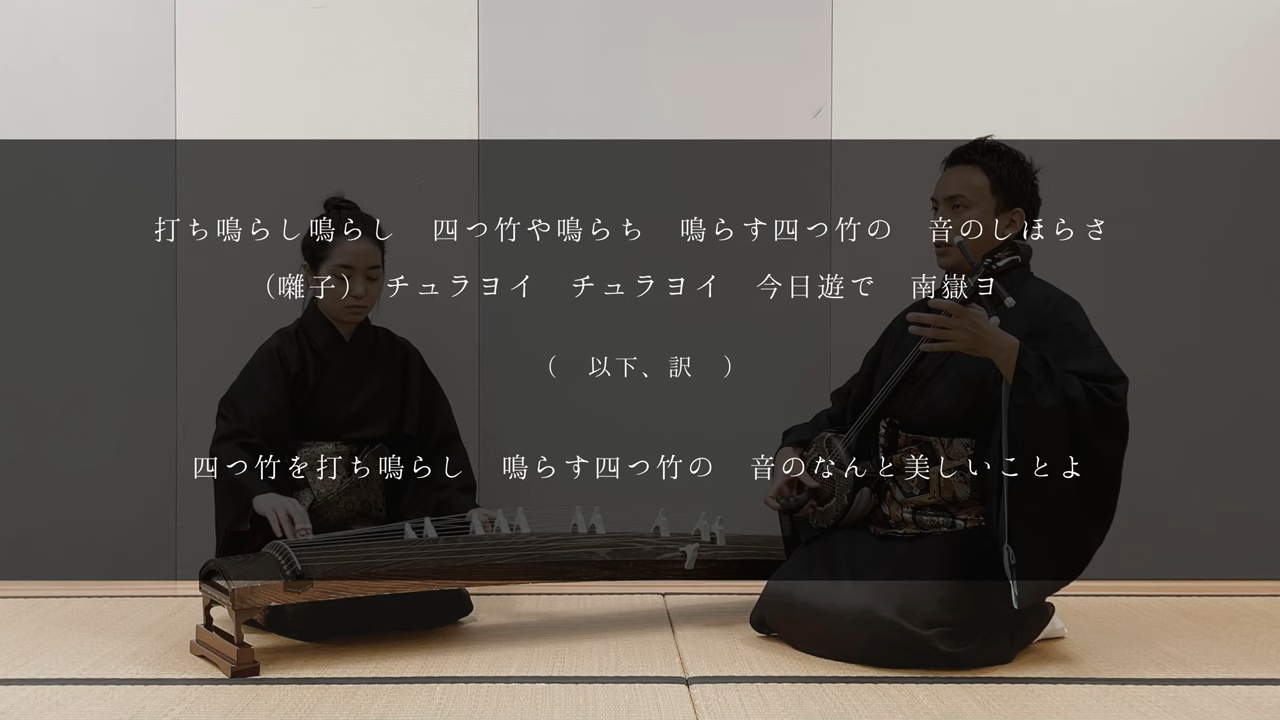 打ち鳴らし鳴らし　四つ竹や鳴らち　鳴らす四つ竹の　音のしほらさ
（囃子）　チュラヨイ　チュラヨイ　今日遊で　南嶽ヨ
（　以下、訳　）
四つ竹を打ち鳴らし　鳴らす四つ竹の　音のなんと美しいことよ